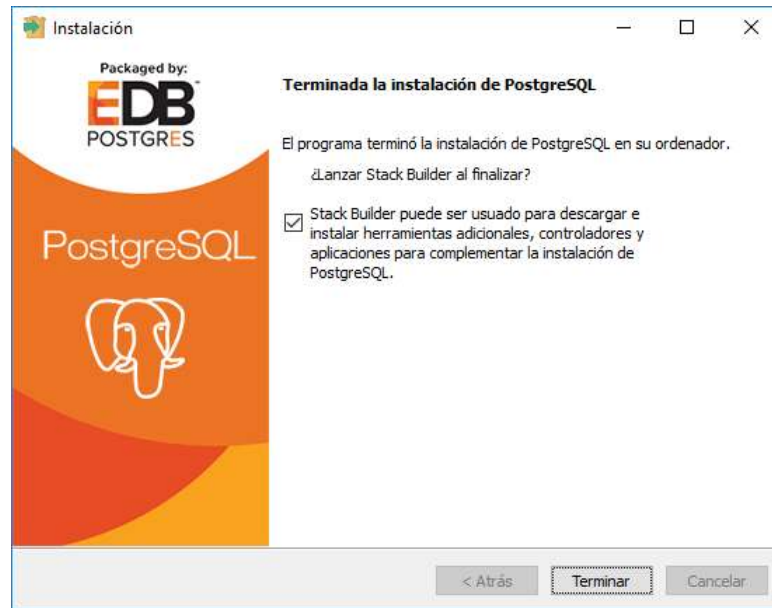 Instalación
Packaged by:
EDB
POSTGRES
PostgreSQL
Terminada la instalación de PostgreSQL
El programa terminó la instalación de PostgreSQL en su ordenador.
¿Lanzar Stack Builder al finalizar?
Stack Builder puede ser usado para descargar e
instalar herramientas adicionales, controladores y
aplicaciones para complementar la instalación de
PostgreSQL.
< Atrás
Terminar
Cancelar